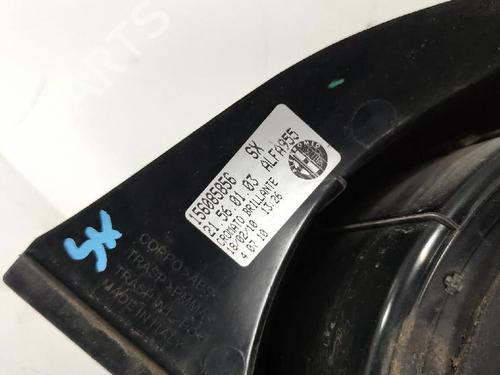 156085856 SX
21.56.01.03 ALFA955
CROMATO BRILLANTE
18/02/10 13.26
4 07.10
SX
CORPO >ABS<
TRASP. >PMMA<
MADE IN ITALY
PARTS